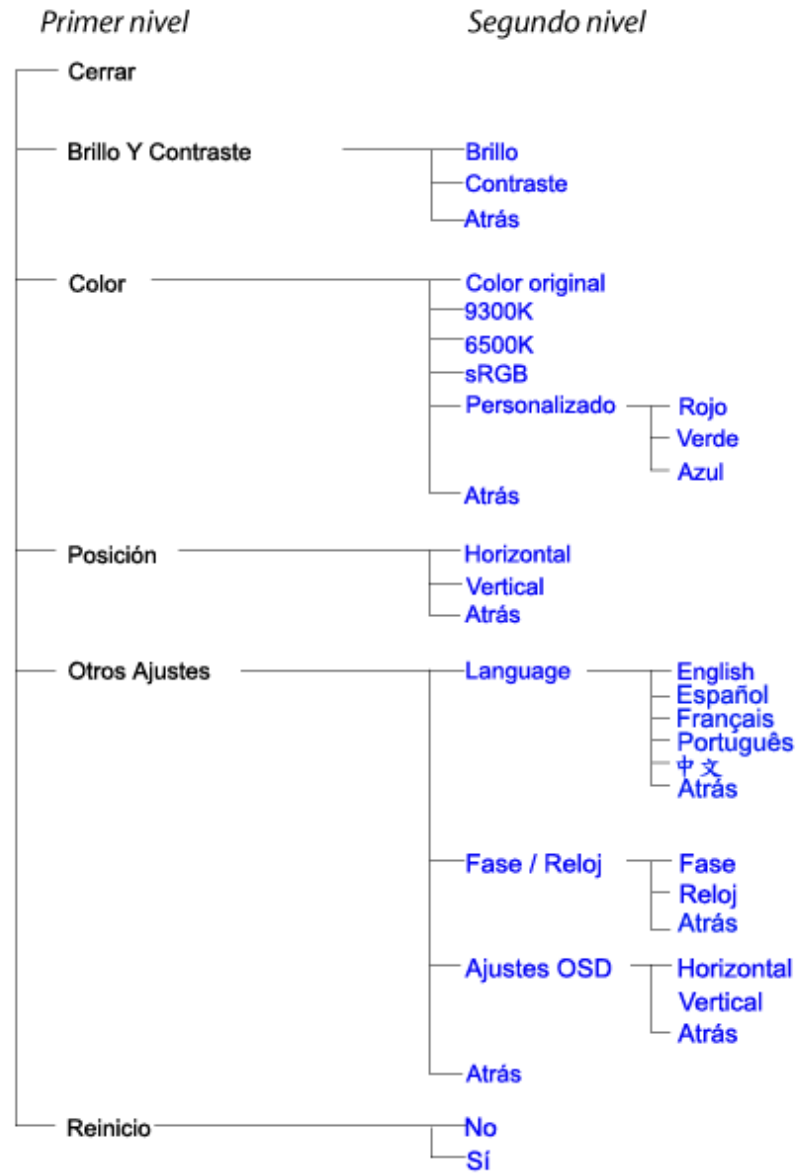 Primer nivel Segundo nivel
Cerrar
Brillo Y Contraste Brillo
Contraste
Atrás
Color Color original
9300K
6500K
sRGB
Personalizado Rojo
Verde
Azul
Atrás
Posición Horizontal
Vertical
Atrás
Otros Ajustes Language English
Español
Français
Português
中文
Atrás
Fase / Reloj Fase
Reloj
Atrás
Ajustes OSD Horizontal
Vertical
Atrás
Atrás
Reinicio No
Sí